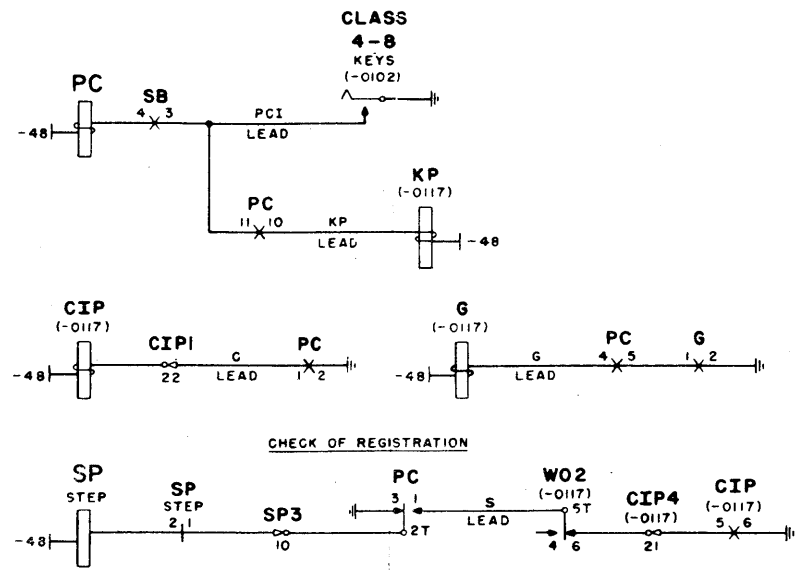 CLASS
4-8
KEYS
(-0102)
PC
SB
4 3
PCI
LEAD
-48
KP
(-0117)
PC
11 10
KP
LEAD
-48
CIP
(-0117)
CIP1
22
C
LEAD
PC
1 2
-48
G
(-0117)
G
LEAD
PC
4 5
G
1 2
-48
CHECK OF REGISTRATION
SP
STEP
SP
STEP
2 1
SP3
10
PC
3 1
2T
S
LEAD
WO2
(-0117)
5T
4 6
CIP4
(-0117)
21
CIP
(-0117)
5 6
-48